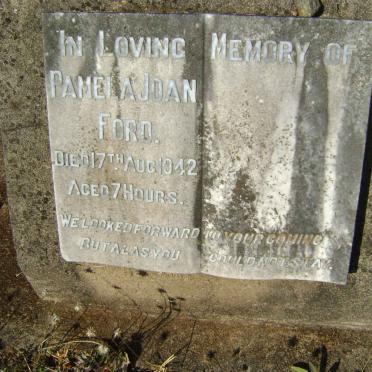 In Loving Memory of
Pamela Joan
Ford.
Died 17th Aug 1942
Aged 7 Hours.
We looked forward to your coming
But alas you could not stay